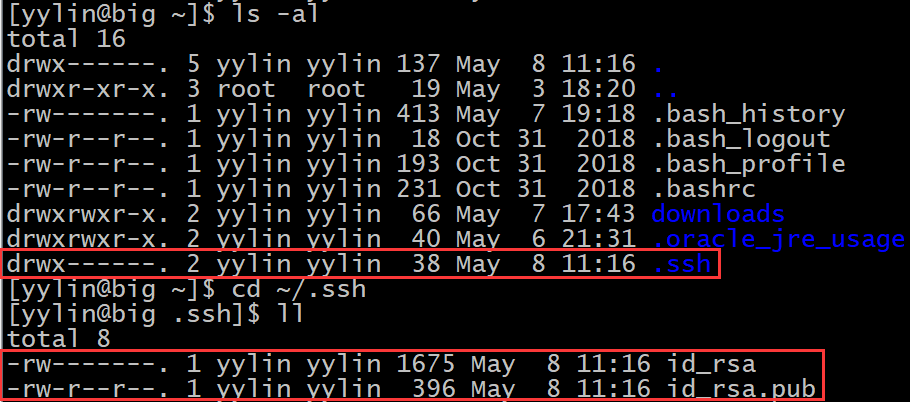 [yylin@big ~]$ ls -al
total 16
drwx------. 5 yylin yylin 137 May  8 11:16 .
drwxr-xr-x. 3 root  root   19 May  3 18:20 ..
-rw-------. 1 yylin yylin 413 May  7 19:18 .bash_history
-rw-r--r--. 1 yylin yylin  18 Oct 31  2018 .bash_logout
-rw-r--r--. 1 yylin yylin 193 Oct 31  2018 .bash_profile
-rw-r--r--. 1 yylin yylin 231 Oct 31  2018 .bashrc
drwxrwxr-x. 2 yylin yylin  66 May  7 17:43 downloads
drwxrwxr-x. 2 yylin yylin  40 May  6 21:31 .oracle_jre_usage
drwx------. 2 yylin yylin  38 May  8 11:16 .ssh
[yylin@big ~]$ cd ~/.ssh
[yylin@big .ssh]$ ll
total 8
-rw-------. 1 yylin yylin 1675 May  8 11:16 id_rsa
-rw-r--r--. 1 yylin yylin  396 May  8 11:16 id_rsa.pub